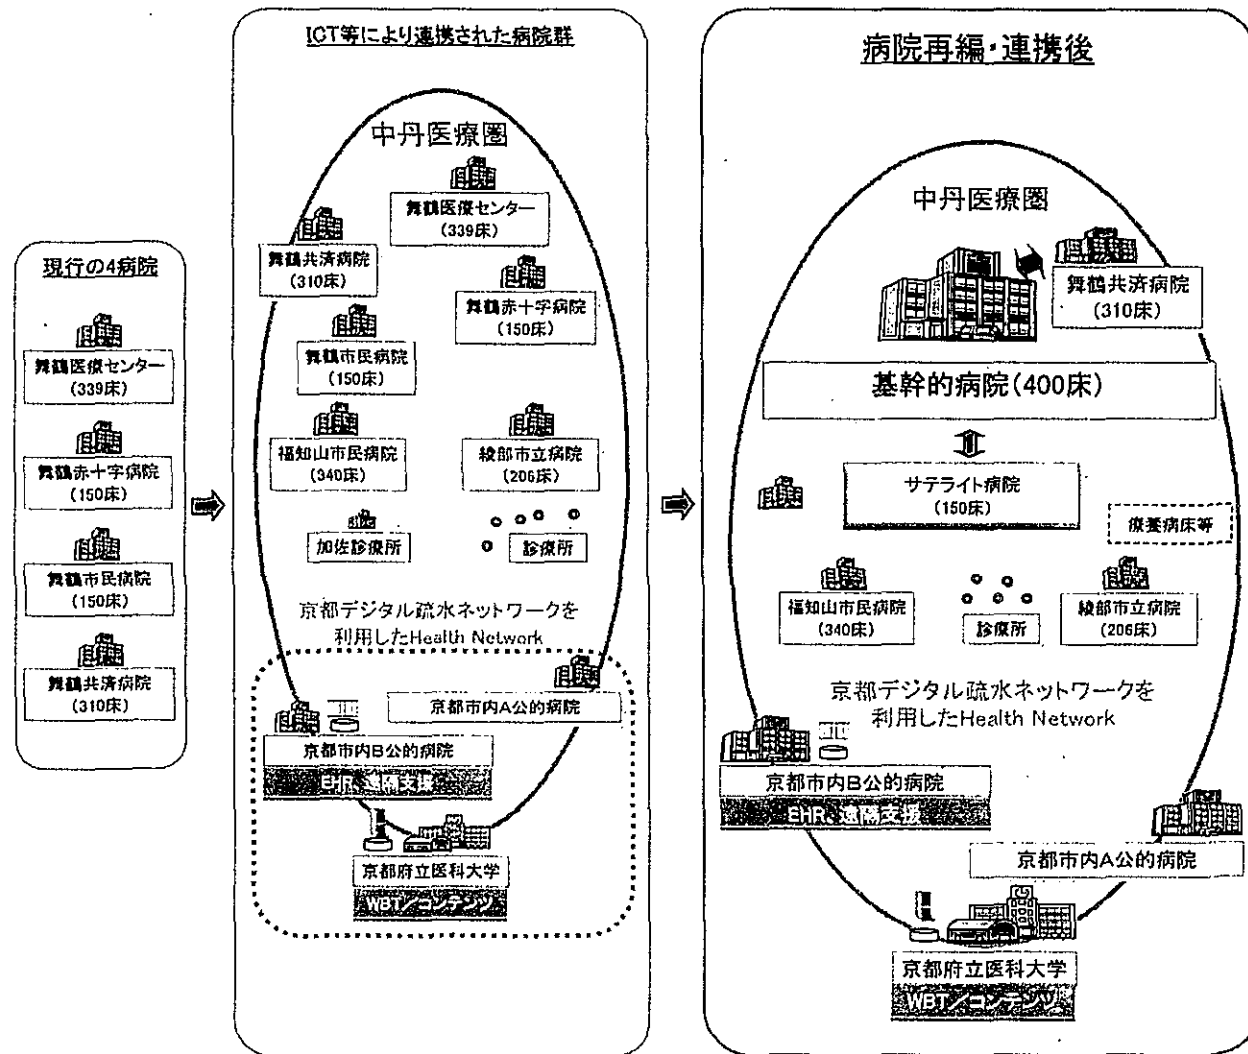 現行の4病院
舞鶴医療センター
(339床)
舞鶴赤十字病院
(150床)
舞鶴市民病院
(150床)
舞鶴共済病院
(310床)
ICT等により連携された病院群
中丹医療圏
舞鶴医療センター
(339床)
舞鶴共済病院
(310床)
舞鶴赤十字病院
(150床)
舞鶴市民病院
(150床)
福知山市民病院
(340床)
綾部市立病院
(206床)
加佐診療所
診療所
京都デジタル疏水ネットワークを
利用したHealth Network
京都市内A公的病院
京都市内B公的病院
EHR、遠隔支援
京都府立医科大学
WBT/コンテンツ
病院再編・連携後
中丹医療圏
舞鶴共済病院
(310床)
基幹的病院(400床)
サテライト病院
(150床)
療養病床等
福知山市民病院
(340床)
診療所
綾部市立病院
(206床)
京都デジタル疏水ネットワークを
利用したHealth Network
京都市内B公的病院
EHR、遠隔支援
京都市内A公的病院
京都府立医科大学
WBT/コンテンツ